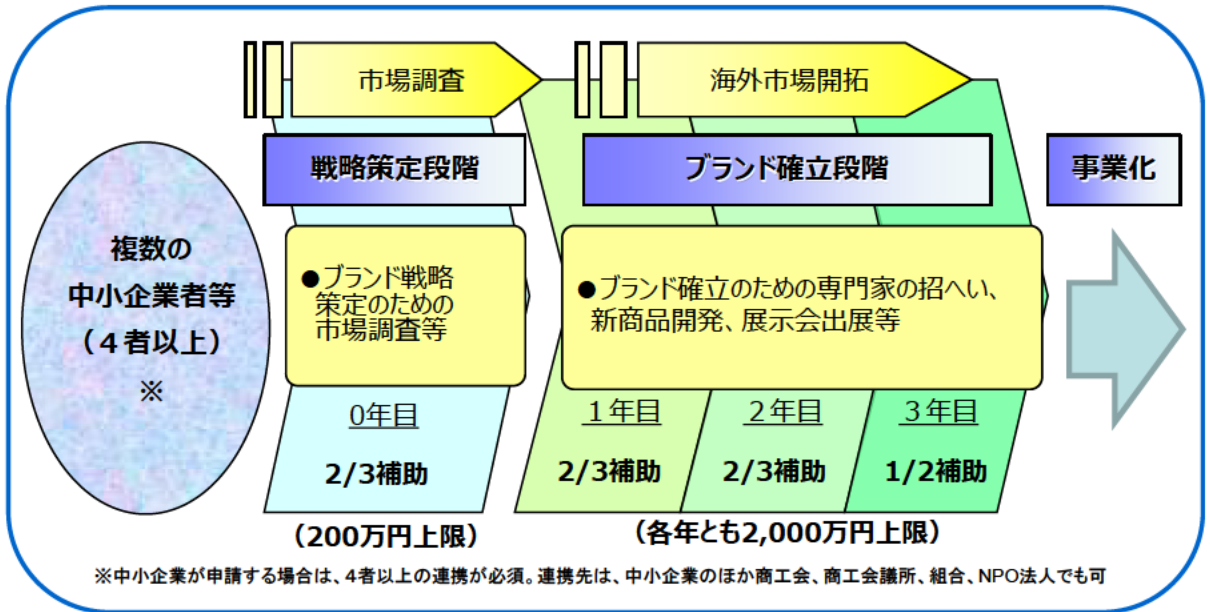 市場調査
海外市場開拓
戦略策定段階
ブランド確立段階
事業化
複数の
中小企業者等
（４者以上）
※
●ブランド戦略
策定のための
市場調査等
●ブランド確立のための専門家の招へい、
新商品開発、展示会出展等
0年目
１年目
２年目
３年目
2/3補助
2/3補助
2/3補助
1/2補助
（200万円上限）
（各年とも2,000万円上限）
※中小企業が申請する場合は、4者以上の連携が必須。連携先は、中小企業のほか商工会、商工会議所、組合、NPO法人でも可